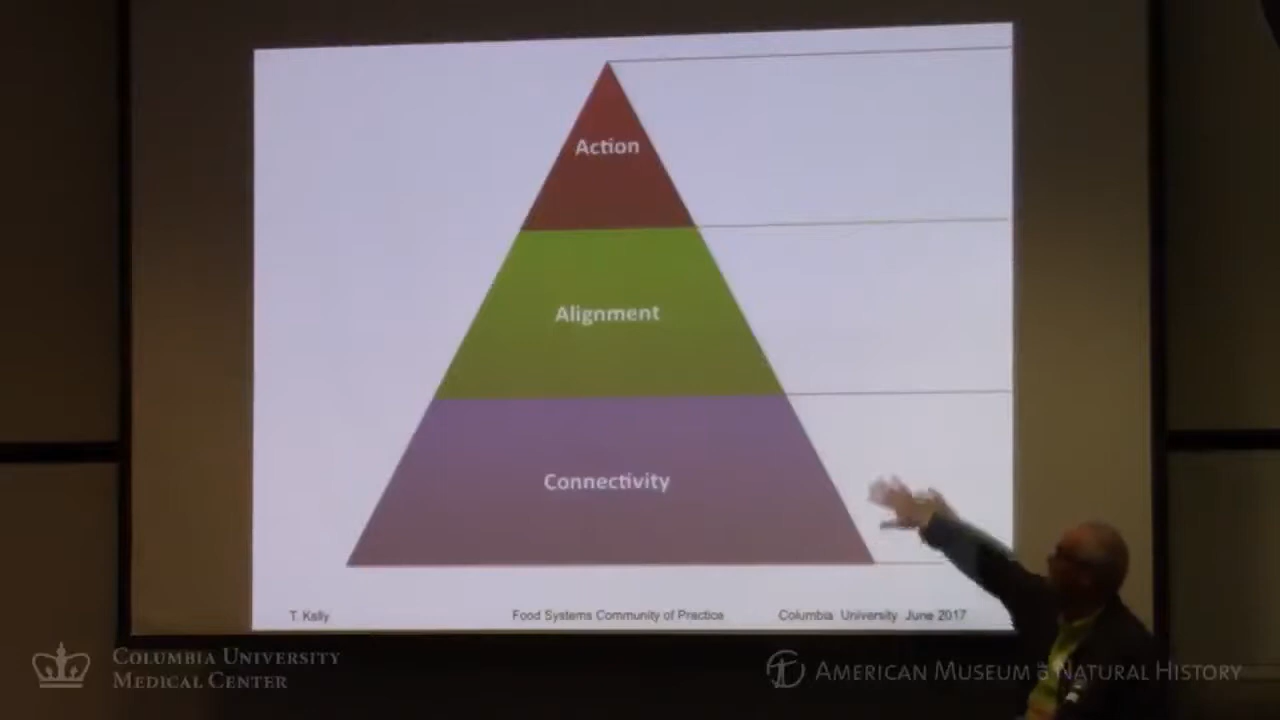 Action
Alignment
Connectivity
T. Kelly
Food Systems Community of Practice
Columbia University June 2017
COLUMBIA UNIVERSITY
MEDICAL CENTER
AMERICAN MUSEUM OF NATURAL HISTORY